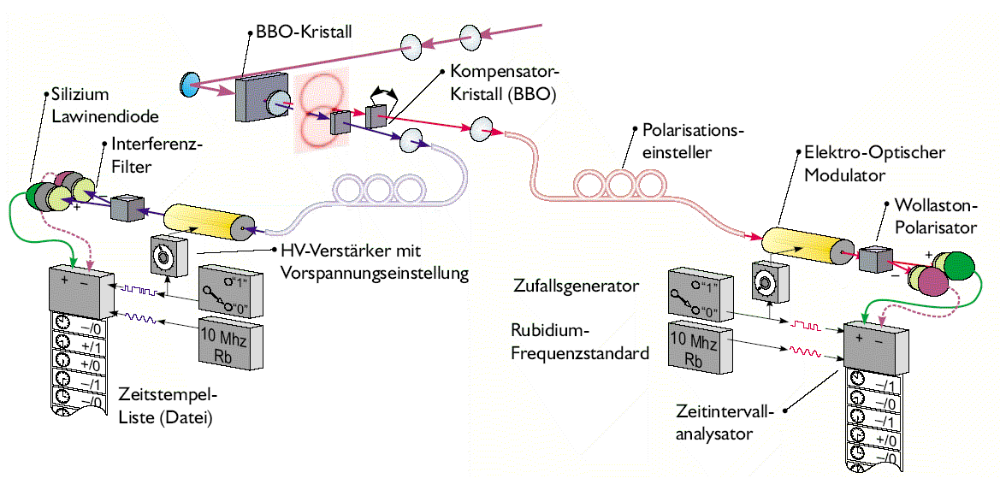 BBO-Kristall
Kompensator-
Kristall (BBO)
Silizium
Lawinendiode
Interferenz-
Filter
Polarisations-
einsteller
Elektro-Optischer
Modulator
Wollaston-
Polarisator
+
−
HV-Verstärker mit
Vorspannungseinstellung
+ −
"1"
"0"
10 Mhz
Rb
−/0
+/1
+/0
−/1
−/0
Zeitstempel-
Liste (Datei)
Zufallsgenerator
Rubidium-
Frequenzstandard
"1"
"0"
10 Mhz
Rb
+
−
+ −
Zeitintervall-
analysator
−/1
−/0
−/1
+/0
−/0